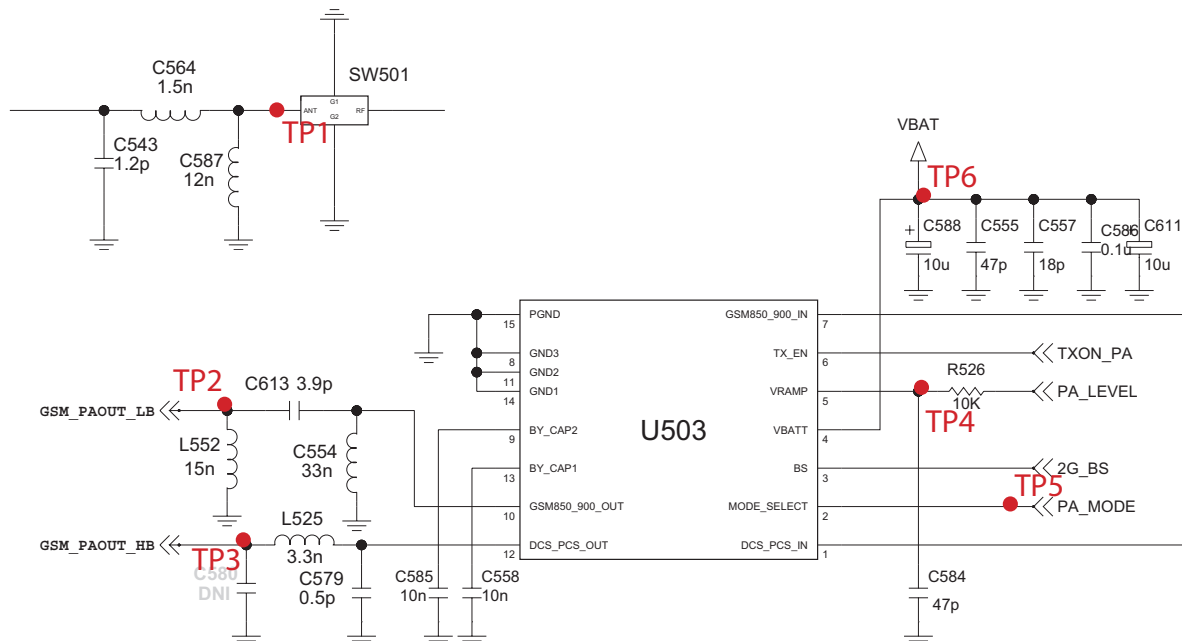 C564
1.5n
SW501
ANT
G1
G2
RF
TP1
C543
1.2p
C587
12n
VBAT
TP6
+
C588
10u
C555
47p
C557
18p
C586
0.1u
+
C611
10u
PGND
15
GND3
8
GND2
11
GND1
14
BY_CAP2
9
BY_CAP1
13
GSM850_900_OUT
10
DCS_PCS_OUT
12
U503
GSM850_900_IN
7
TX_EN
6
VRAMP
5
VBATT
4
BS
3
MODE_SELECT
2
DCS_PCS_IN
1
TXON_PA
R526
10K
PA_LEVEL
TP4
2G_BS
TP5
PA_MODE
TP2
C613 3.9p
GSM_PAOUT_LB
L552
15n
C554
33n
L525
3.3n
GSM_PAOUT_HB
TP3
C580
DNI
C579
0.5p
C585
10n
C558
10n
C584
47p